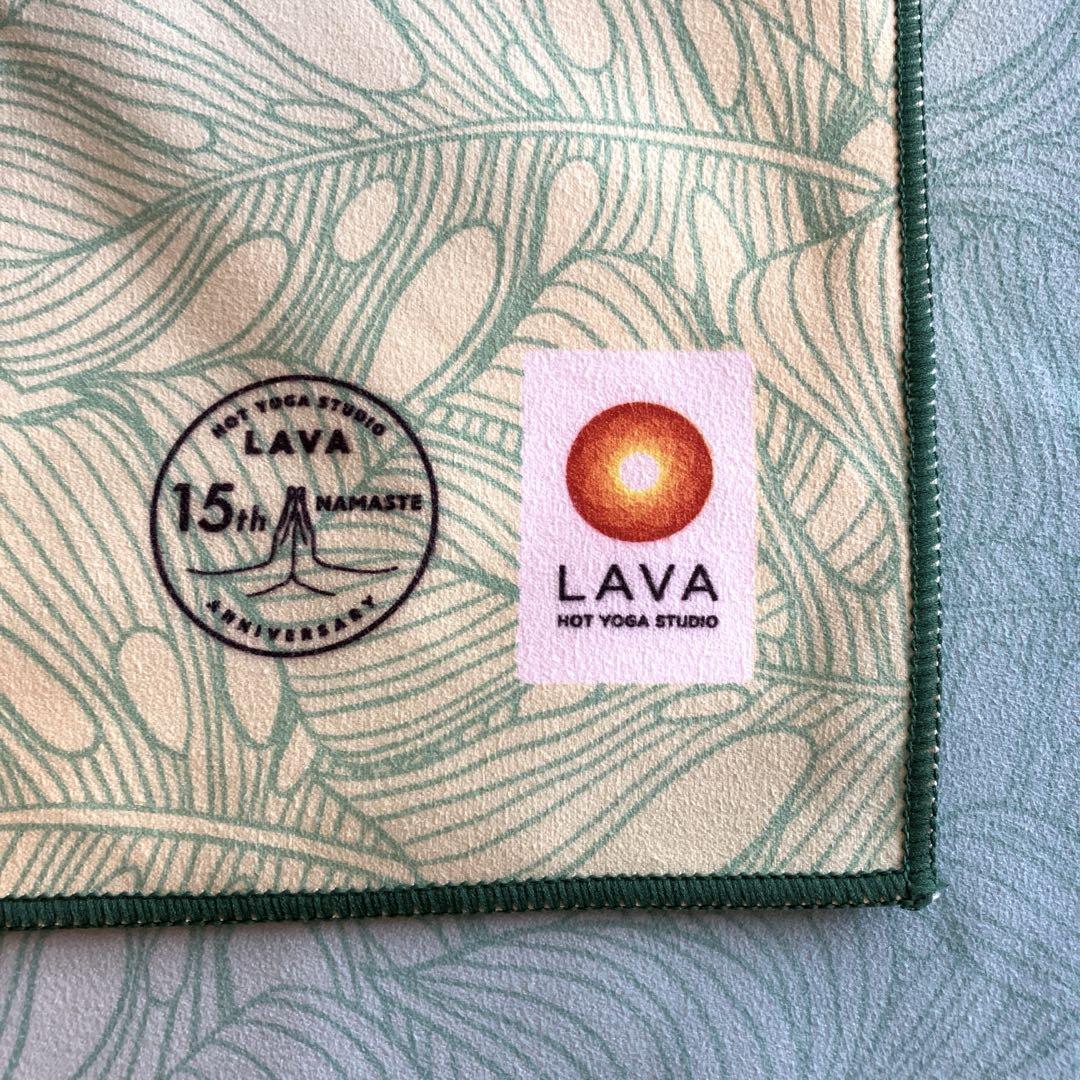 HOT YOGA STUDIO
LAVA
15th NAMASTE
ANNIVERSARY
LAVA
HOT YOGA STUDIO